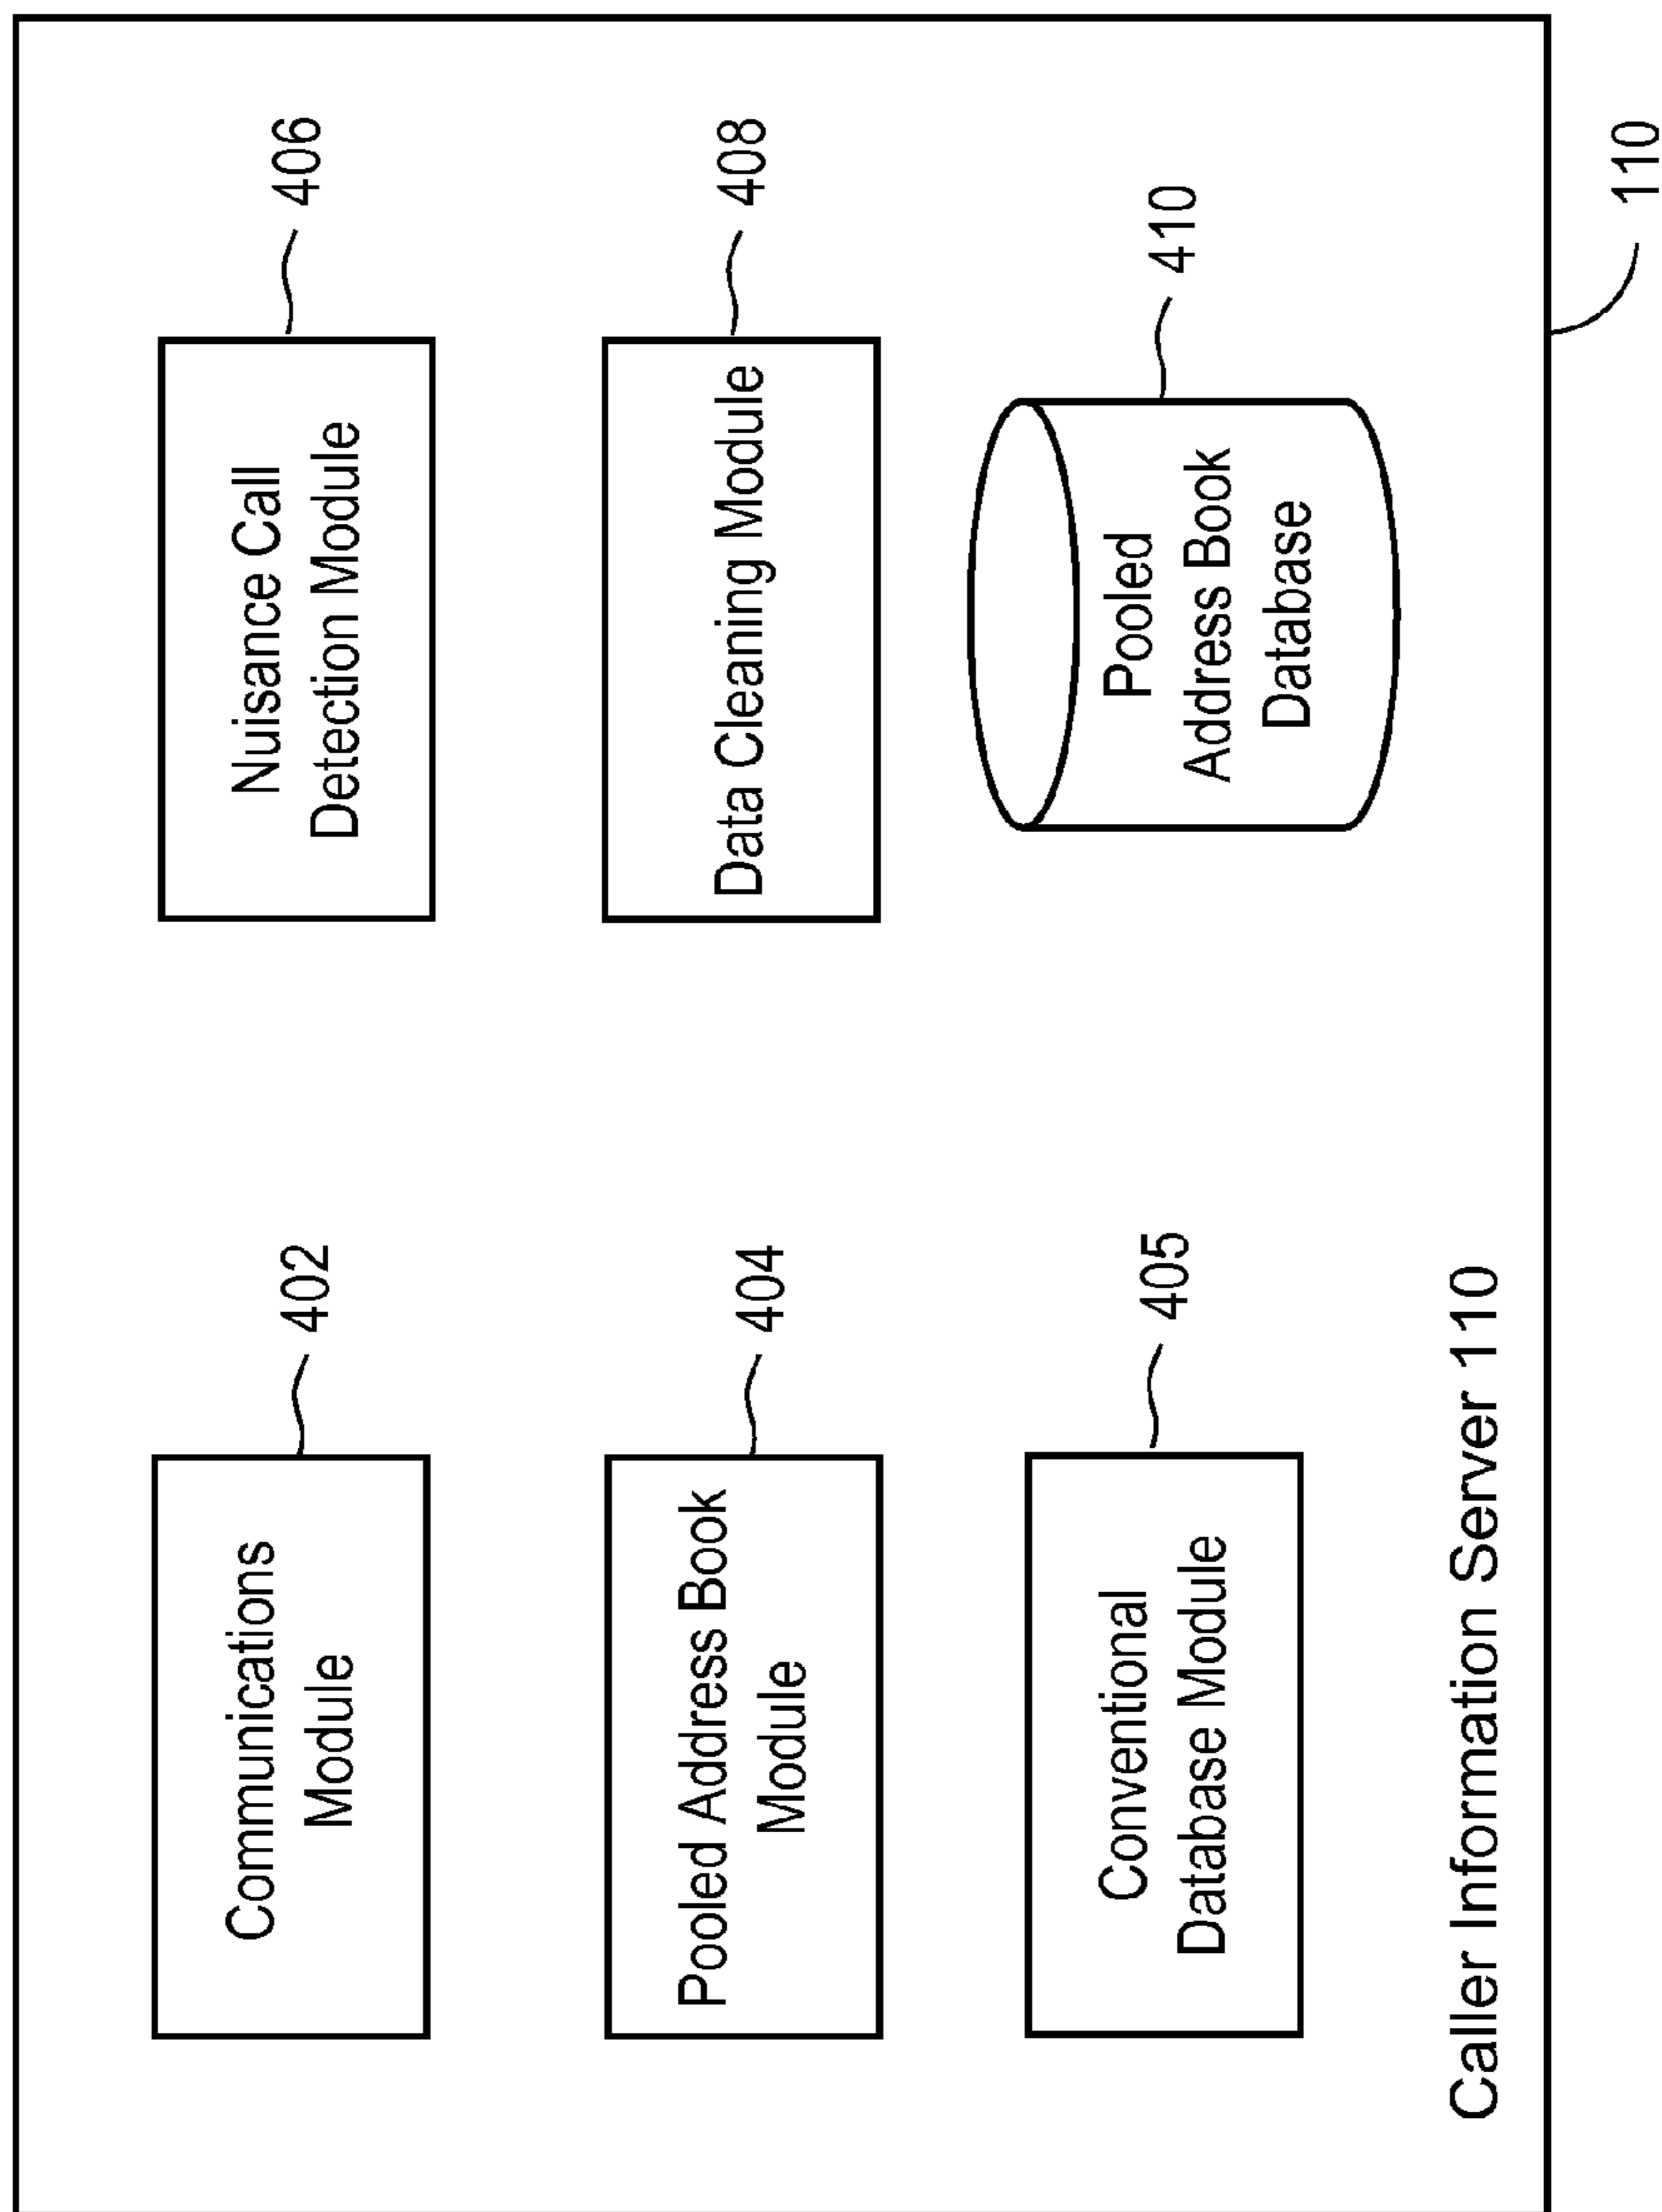 402
Communications
Module
406
Nuisance Call
Detection Module
404
Pooled Address Book
Module
408
Data Cleaning Module
405
Conventional
Database Module
410
Pooled
Address Book
Database
Caller Information Server 110
110